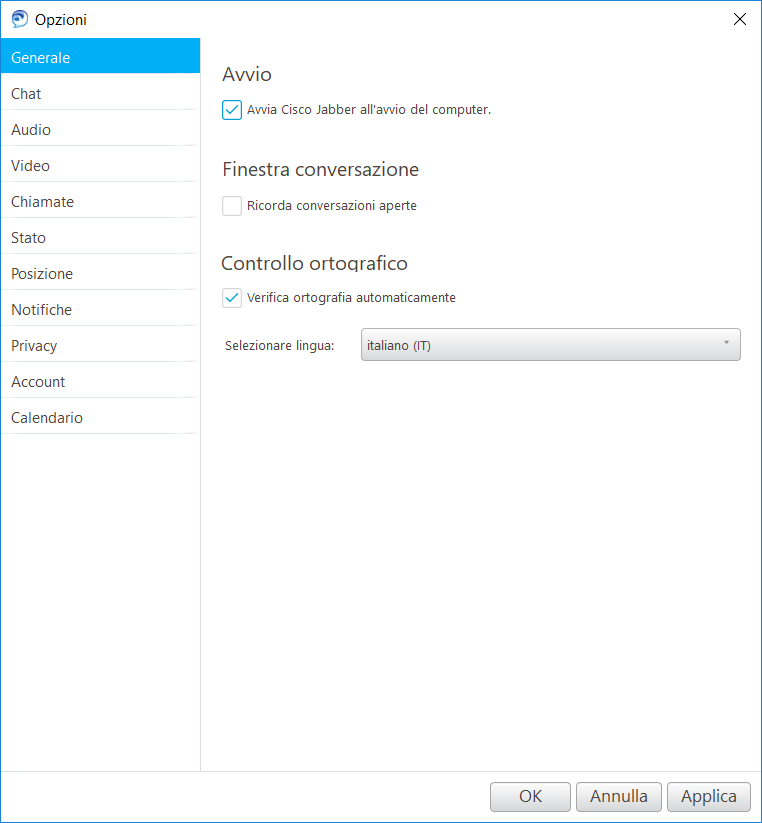 Opzioni
Generale
Chat
Audio
Video
Chiamate
Stato
Posizione
Notifiche
Privacy
Account
Calendario
Avvio
Avvia Cisco Jabber all'avvio del computer.
Finestra conversazione
Ricorda conversazioni aperte
Controllo ortografico
Verifica ortografia automaticamente
Selezionare lingua: italiano (IT)
OK Annulla Applica